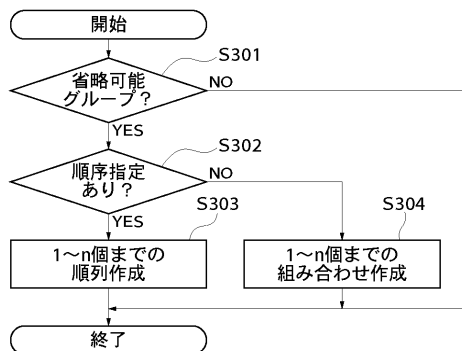 開始
S301
省略可能
グループ？
NO
YES
S302
順序指定
あり？
NO
YES
S303
S304
1～n個までの
順列作成
1～n個までの
組み合わせ作成
終了